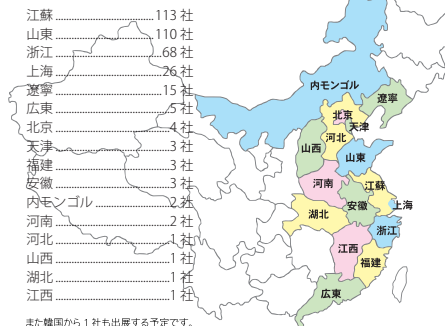 江蘇 113 社
山東 110 社
浙江 68 社
上海 26 社
遼寧 15 社
広東 5 社
北京 4 社
天津 3 社
福建 3 社
安徽 3 社
内モンゴル 2 社
河南 2 社
河北 1 社
山西 1 社
湖北 1 社
江西 1 社
また韓国から 1 社も出展する予定です。
内モンゴル
遼寧
北京
天津
河北
山西
山東
河南
江蘇
上海
安徽
湖北
浙江
江西
福建
広東